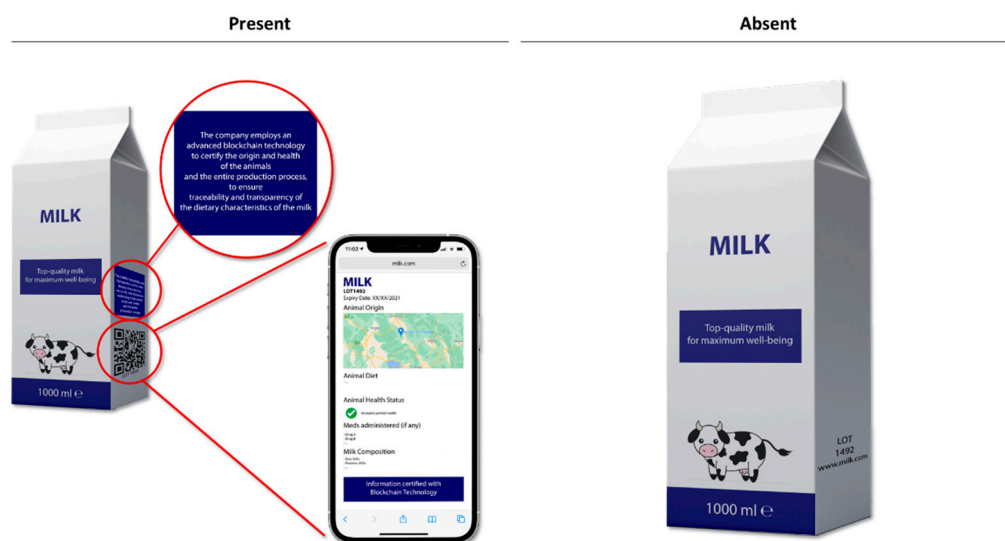 Present
Absent
The company employs an
advanced blockchain technology
to certify the origin and health
of the animals
and the entire production process,
to ensure
traceability and transparency of
the dietary characteristics of the milk
MILK
Top-quality milk
for maximum well-being
1000 ml ℮
11:02
milk.com
MILK
LOT1492
Expiry Date: XX/XX/2021
Animal Origin
Animal Diet
Animal Health Status
Meds administered (if any)
- Drug A
- Drug B
Milk Composition
Information certified with
Blockchain Technology
MILK
Top-quality milk
for maximum well-being
LOT
1492
www.milk.com
1000 ml ℮